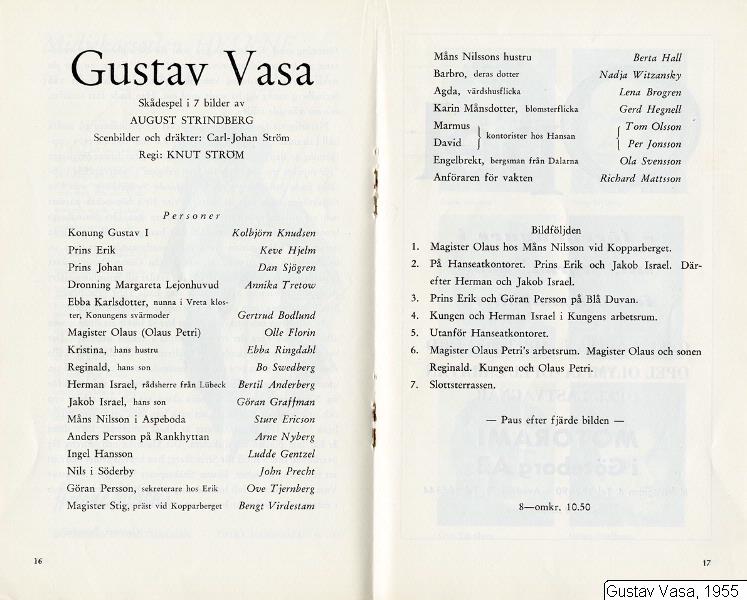 Gustav Vasa
Skådespel i 7 bilder av
AUGUST STRINDBERG
Scenbilder och dräkter: Carl-Johan Ström
Regi: KNUT STRÖM
Personer
Konung Gustav I Kolbjörn Knudsen
Prins Erik Keve Hjelm
Prins Johan Dan Sjögren
Dronning Margareta Lejonhuvud Annika Tretow
Ebba Karlsdotter, nunna i Vreta klos-
ter, Konungens svärmoder Gertrud Bodlund
Magister Olaus (Olaus Petri) Olle Florin
Kristina, hans hustru Ebba Ringdahl
Reginald, hans son Bo Swedberg
Herman Israel, rådsherre från Lübeck Bertil Anderberg
Jakob Israel, hans son Göran Graffman
Måns Nilsson i Aspeboda Sture Ericson
Anders Persson på Rankhyttan Arne Nyberg
Ingel Hansson Ludde Gentzel
Nils i Söderby John Precht
Göran Persson, sekreterare hos Erik Ove Tjernberg
Magister Stig, präst vid Kopparberget Bengt Virdestam
16
Måns Nilssons hustru Berta Hall
Barbro, deras dotter Nadja Witzansky
Agda, värdshusflicka Lena Brogren
Karin Månsdotter, blomsterflicka Gerd Hegnell
Marmus } kontorister hos Hansan { Tom Olsson
David } { Per Jonsson
Engelbrekt, bergsman från Dalarna Ola Svensson
Anföraren för vakten Richard Mattsson
Bildföljden
1. Magister Olaus hos Måns Nilsson vid Kopparberget.
2. På Hanseatkontoret. Prins Erik och Jakob Israel. Där-
efter Herman och Jakob Israel.
3. Prins Erik och Göran Persson på Blå Duvan.
4. Kungen och Herman Israel i Kungens arbetsrum.
5. Utanför Hanseatkontoret.
6. Magister Olaus Petri's arbetsrum. Magister Olaus och sonen
Reginald. Kungen och Olaus Petri.
7. Slottsterrassen.
— Paus efter fjärde bilden —
8—omkr. 10.50
17
Gustav Vasa, 1955